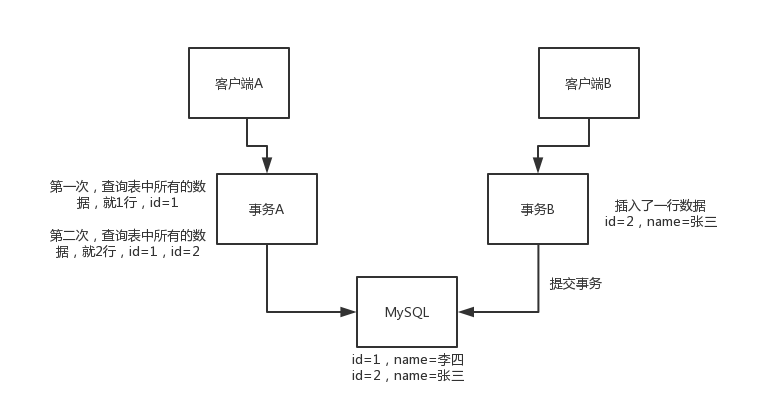 客户端A
客户端B
第一次，查询表中所有的数
据，就1行，id=1
事务A
事务B
插入了一行数据
id=2，name=张三
第二次，查询表中所有的数
据，就2行，id=1，id=2
提交事务
MySQL
id=1，name=李四
id=2，name=张三